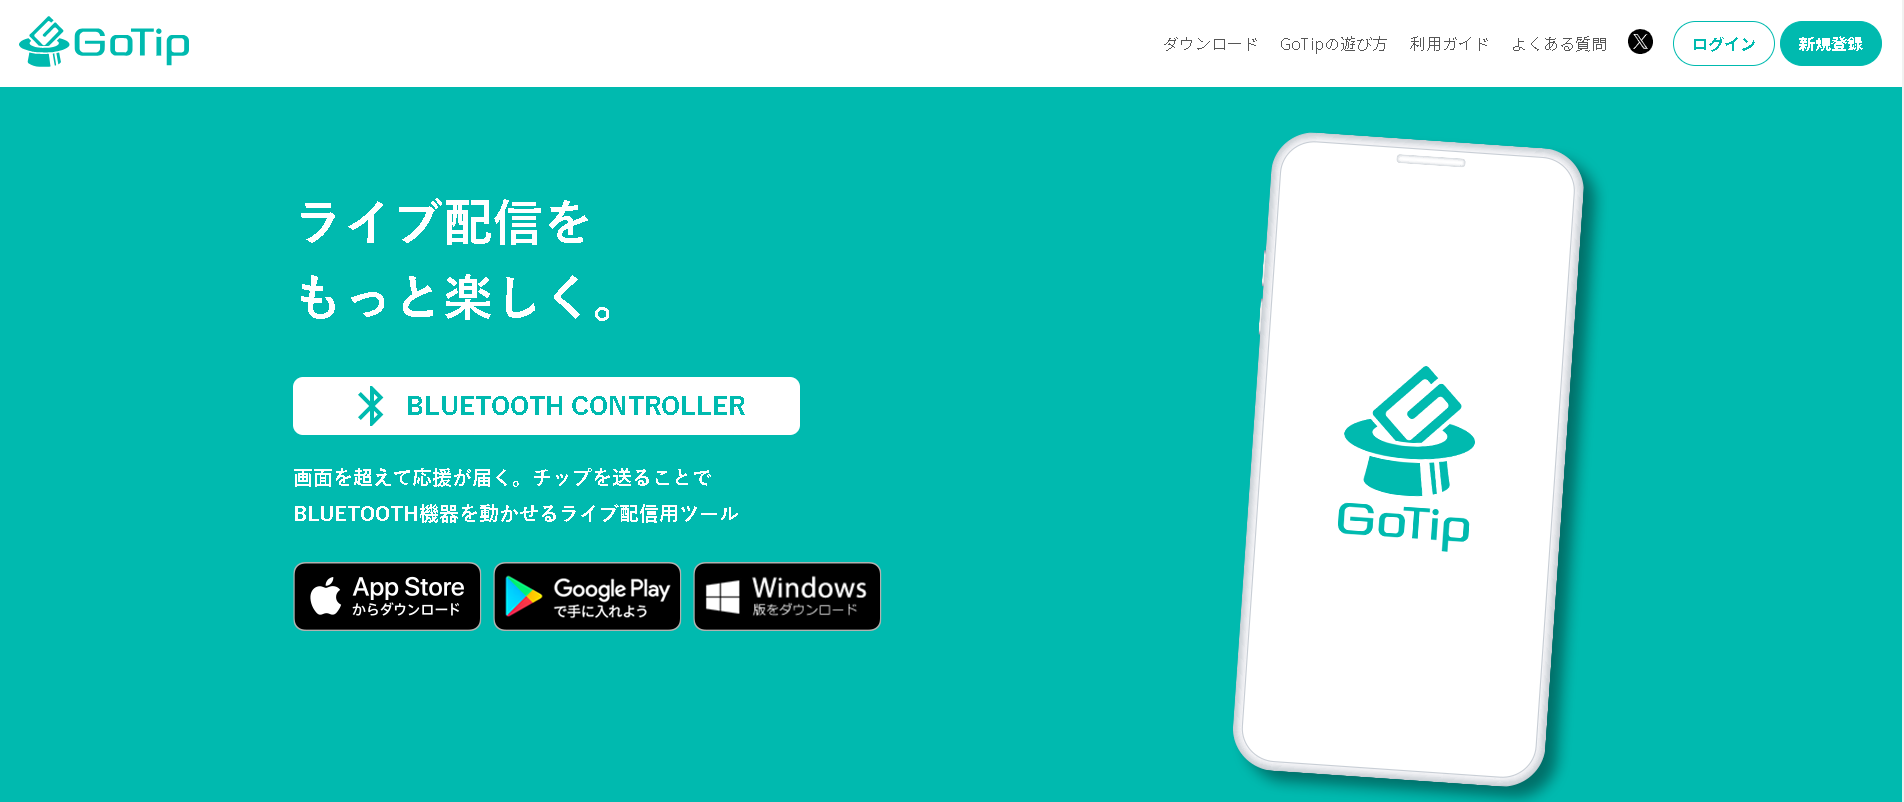 GoTip
ダウンロード
GoTipの遊び方
利用ガイド
よくある質問
X
ログイン
新規登録
ライブ配信を
もっと楽しく。
BLUETOOTH CONTROLLER
画面を超えて応援が届く。チップを送ることで
BLUETOOTH機器を動かせるライブ配信用ツール
App Store
からダウンロード
Google Play
で手に入れよう
Windows
版をダウンロード
GoTip